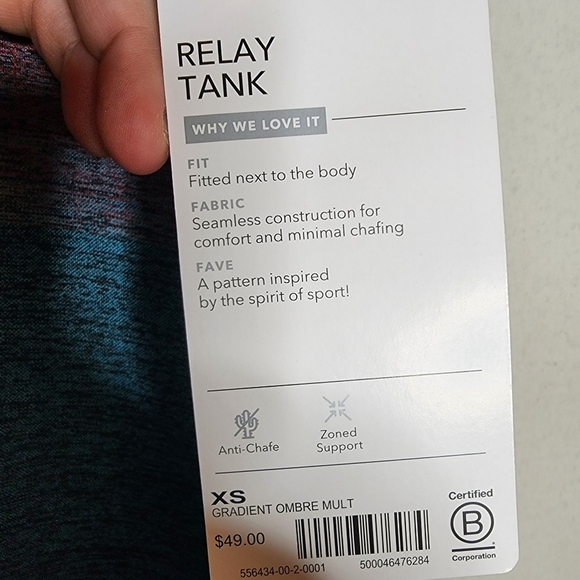 RELAY
TANK
WHY WE LOVE IT
FIT
Fitted next to the body
FABRIC
Seamless construction for
comfort and minimal chafing
FAVE
A pattern inspired
by the spirit of sport!
Anti-Chafe
Zoned
Support
XS
GRADIENT OMBRE MULT
$49.00
556434-00-2-0001
500046476284
Certified
B
Corporation